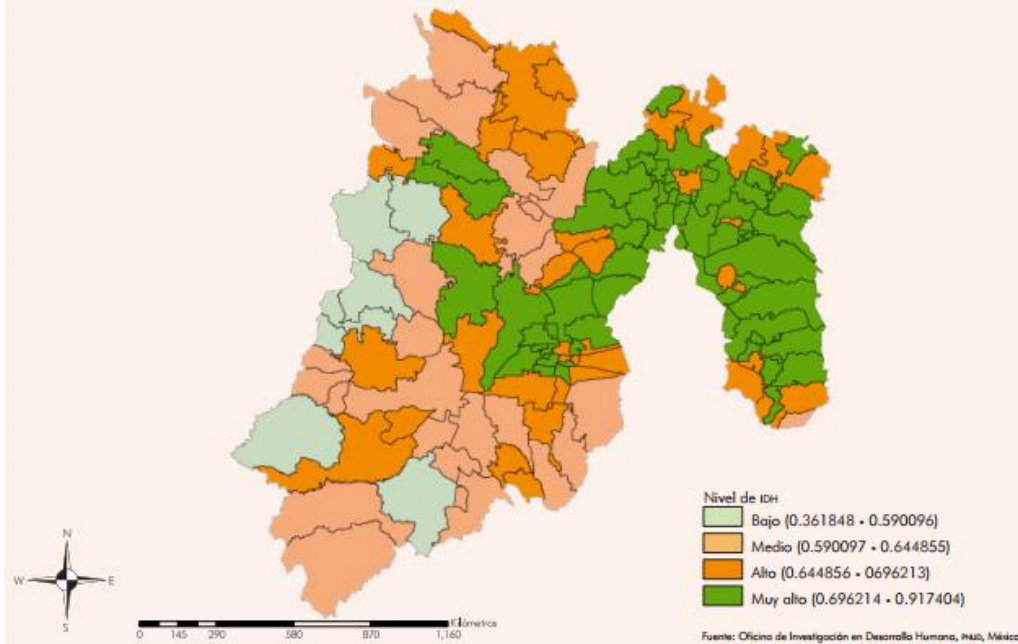 Nivel de IDH
Bajo (0.361848 - 0.590096)
Medio (0.590097 - 0.644855)
Alto (0.644856 - 0696213)
Muy alto (0.696214 - 0.917404)
N
W E
S
Kilómetros
0 145 290 580 870 1,160
Fuente: Oficina de Investigación en Desarrollo Humano, PNUD, México